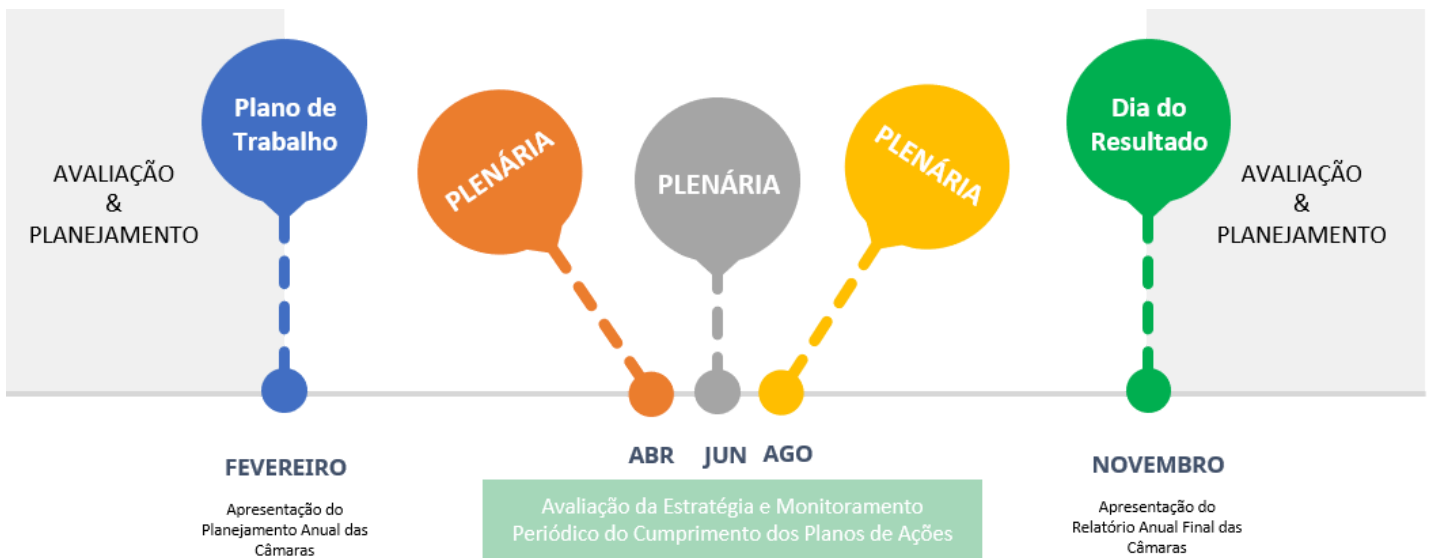 AVALIAÇÃO
&
PLANEJAMENTO
Plano de
Trabalho
PLENÁRIA
PLENÁRIA
PLENÁRIA
Dia do
Resultado
AVALIAÇÃO
&
PLANEJAMENTO
FEVEREIRO
Apresentação do
Planejamento Anual das
Câmaras
ABR
JUN
AGO
Avaliação da Estratégia e Monitoramento
Periódico do Cumprimento dos Planos de Ações
NOVEMBRO
Apresentação do
Relatório Anual Final das
Câmaras